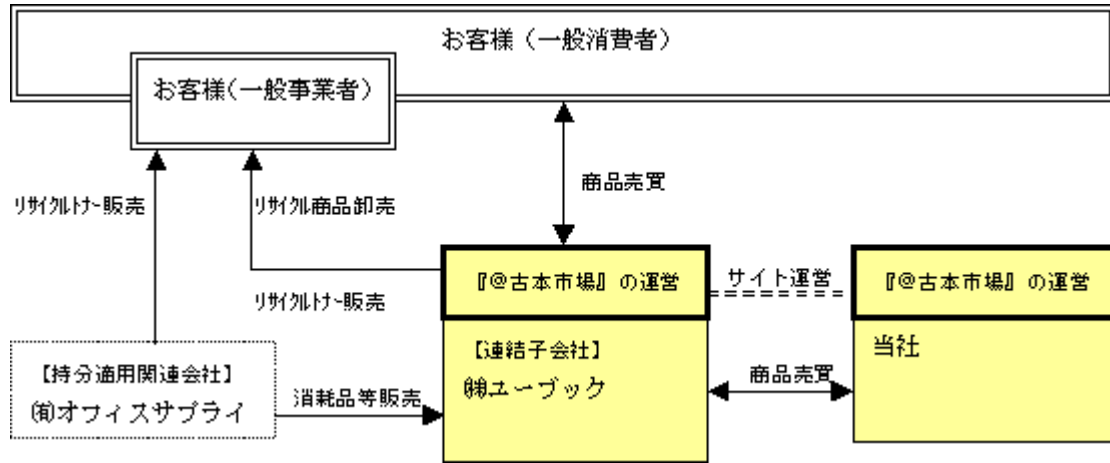 お客様（一般消費者）
お客様(一般事業者)
商品売買
ﾘｻｲｸﾙﾄﾅｰ販売
ﾘｻｲｸﾙ商品卸売
『＠古本市場』の運営
サイト運営
『＠古本市場』の運営
ﾘｻｲｸﾙﾄﾅｰ販売
【連結子会社】
㈱ユーブック
当社
商品売買
【持分適用関連会社】
㈲オフィスサプライ
消耗品等販売